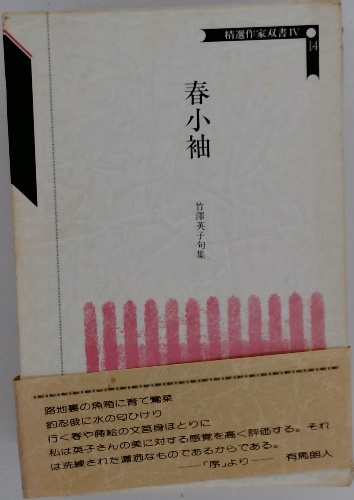 精選作家双書IV
14
春小袖
竹澤英子句集
路地裏の魚箱に育て鶯菜
釣忍俄に水の匂ひけり
行く春や蒔絵の文筥身ほとりに
私は英子さんの美に対する感覚を高く評価する。それ
は洗練された瀟洒なものであるからである。
――「序」より―― 有馬朗人